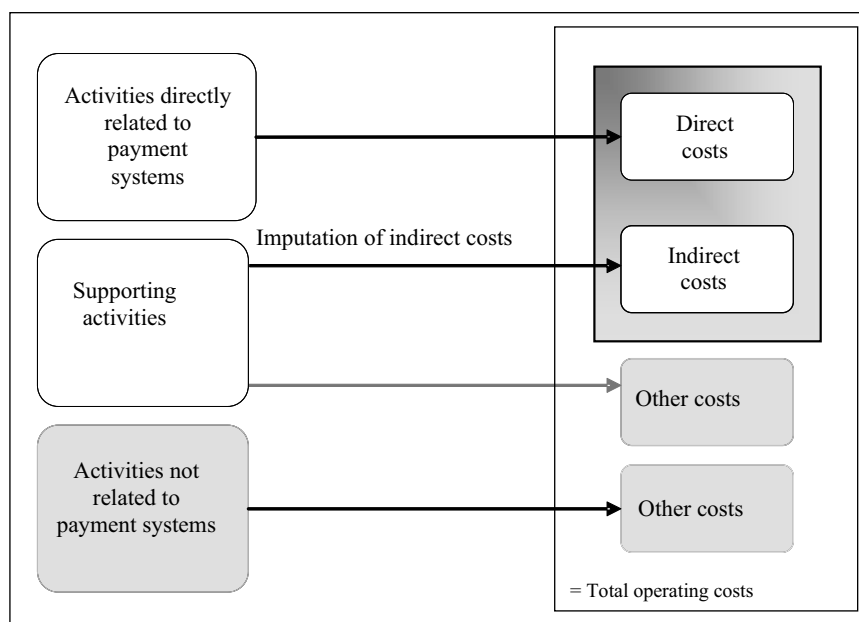 Activities directly
related to
payment
systems
Direct
costs
Imputation of indirect costs
Supporting
activities
Indirect
costs
Other costs
Activities not
related to
payment systems
Other costs
= Total operating costs